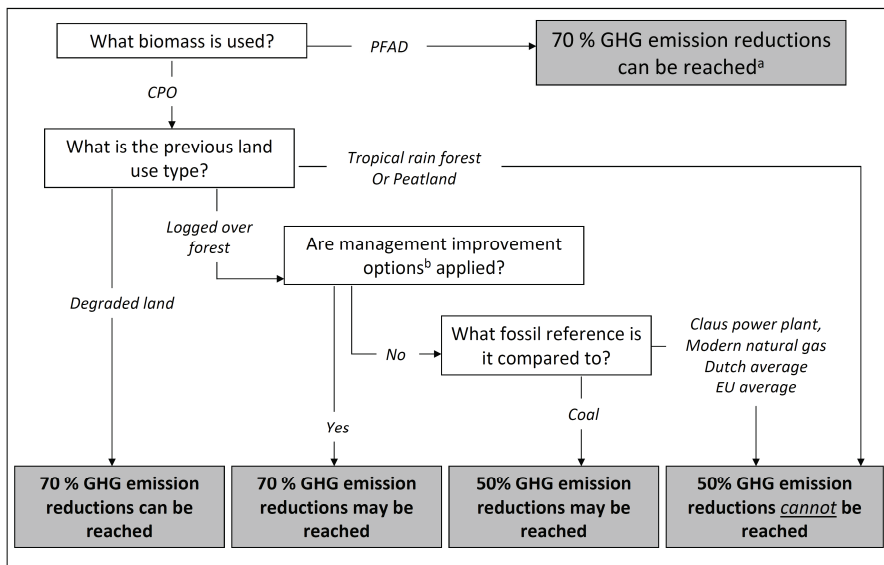 What biomass is used?
PFAD
70 % GHG emission reductions
can be reachedª
CPO
What is the previous land
use type?
Tropical rain forest
Or Peatland
Logged over
forest
Are management improvement
optionsᵇ applied?
Degraded land
What fossil reference is
it compared to?
Claus power plant,
Modern natural gas
Dutch average
EU average
No
Yes
Coal
70 % GHG emission
reductions can be
reached
70 % GHG emission
reductions may be
reached
50% GHG emission
reductions may be
reached
50% GHG emission
reductions cannot be
reached